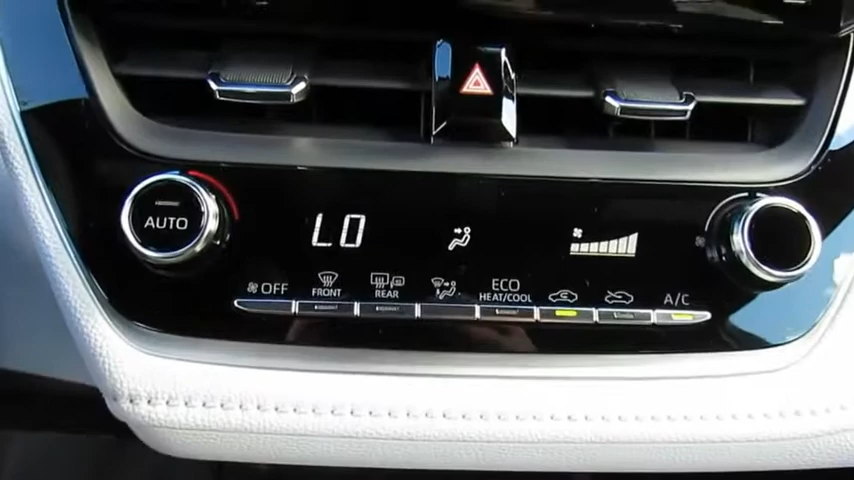 AUTO
LO
OFF
FRONT
REAR
ECO
HEAT/COOL
A/C